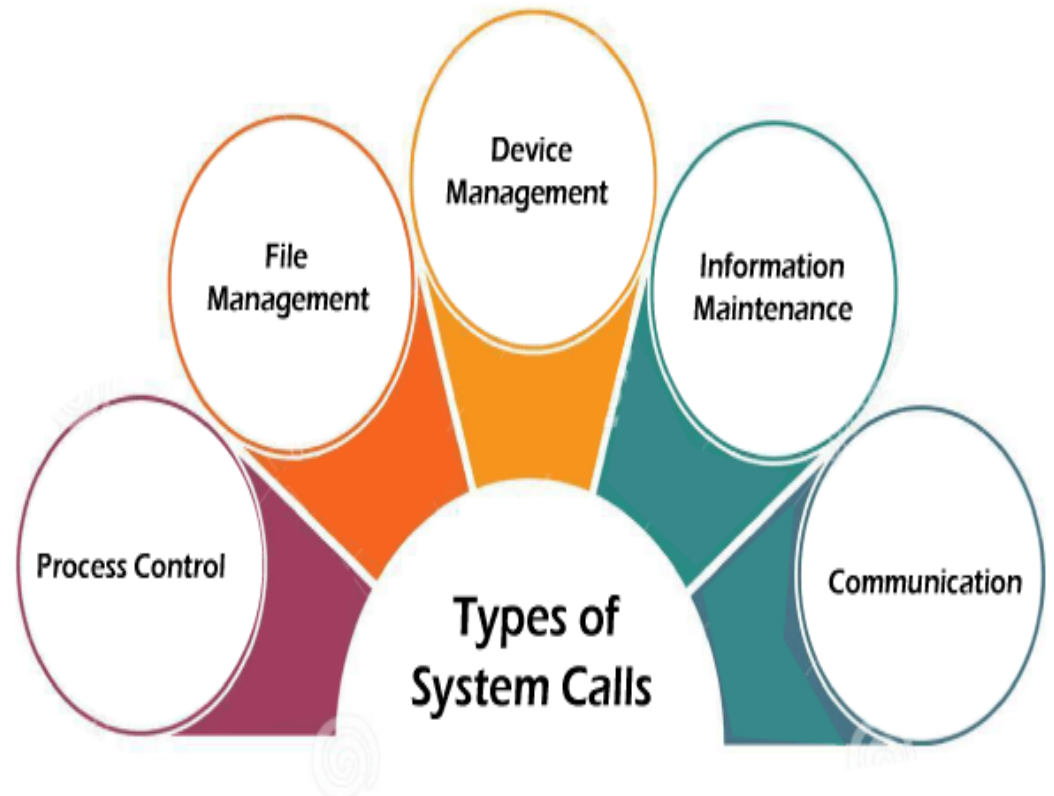 Device
Management
File
Management
Information
Maintenance
Process Control
Communication
Types of
System Calls